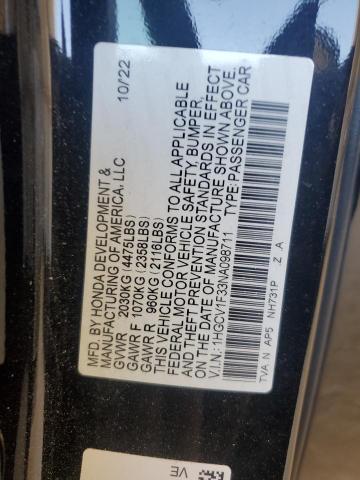 MFD. BY HONDA DEVELOPMENT & 10/22
MANUFACTURING OF AMERICA, LLC
GVWR 2030KG (4475LBS)
GAWR F 1070KG (2358LBS)
GAWR R 960KG (2116LBS)
THIS VEHICLE CONFORMS TO ALL APPLICABLE
FEDERAL MOTOR VEHICLE SAFETY, BUMPER,
AND THEFT PREVENTION STANDARDS IN EFFECT
ON THE DATE OF MANUFACTURE SHOWN ABOVE.
V.I.N.:1HGCV1F33NA098711 TYPE:PASSENGER CAR
TVA N AP5 NH731P Z A
VE